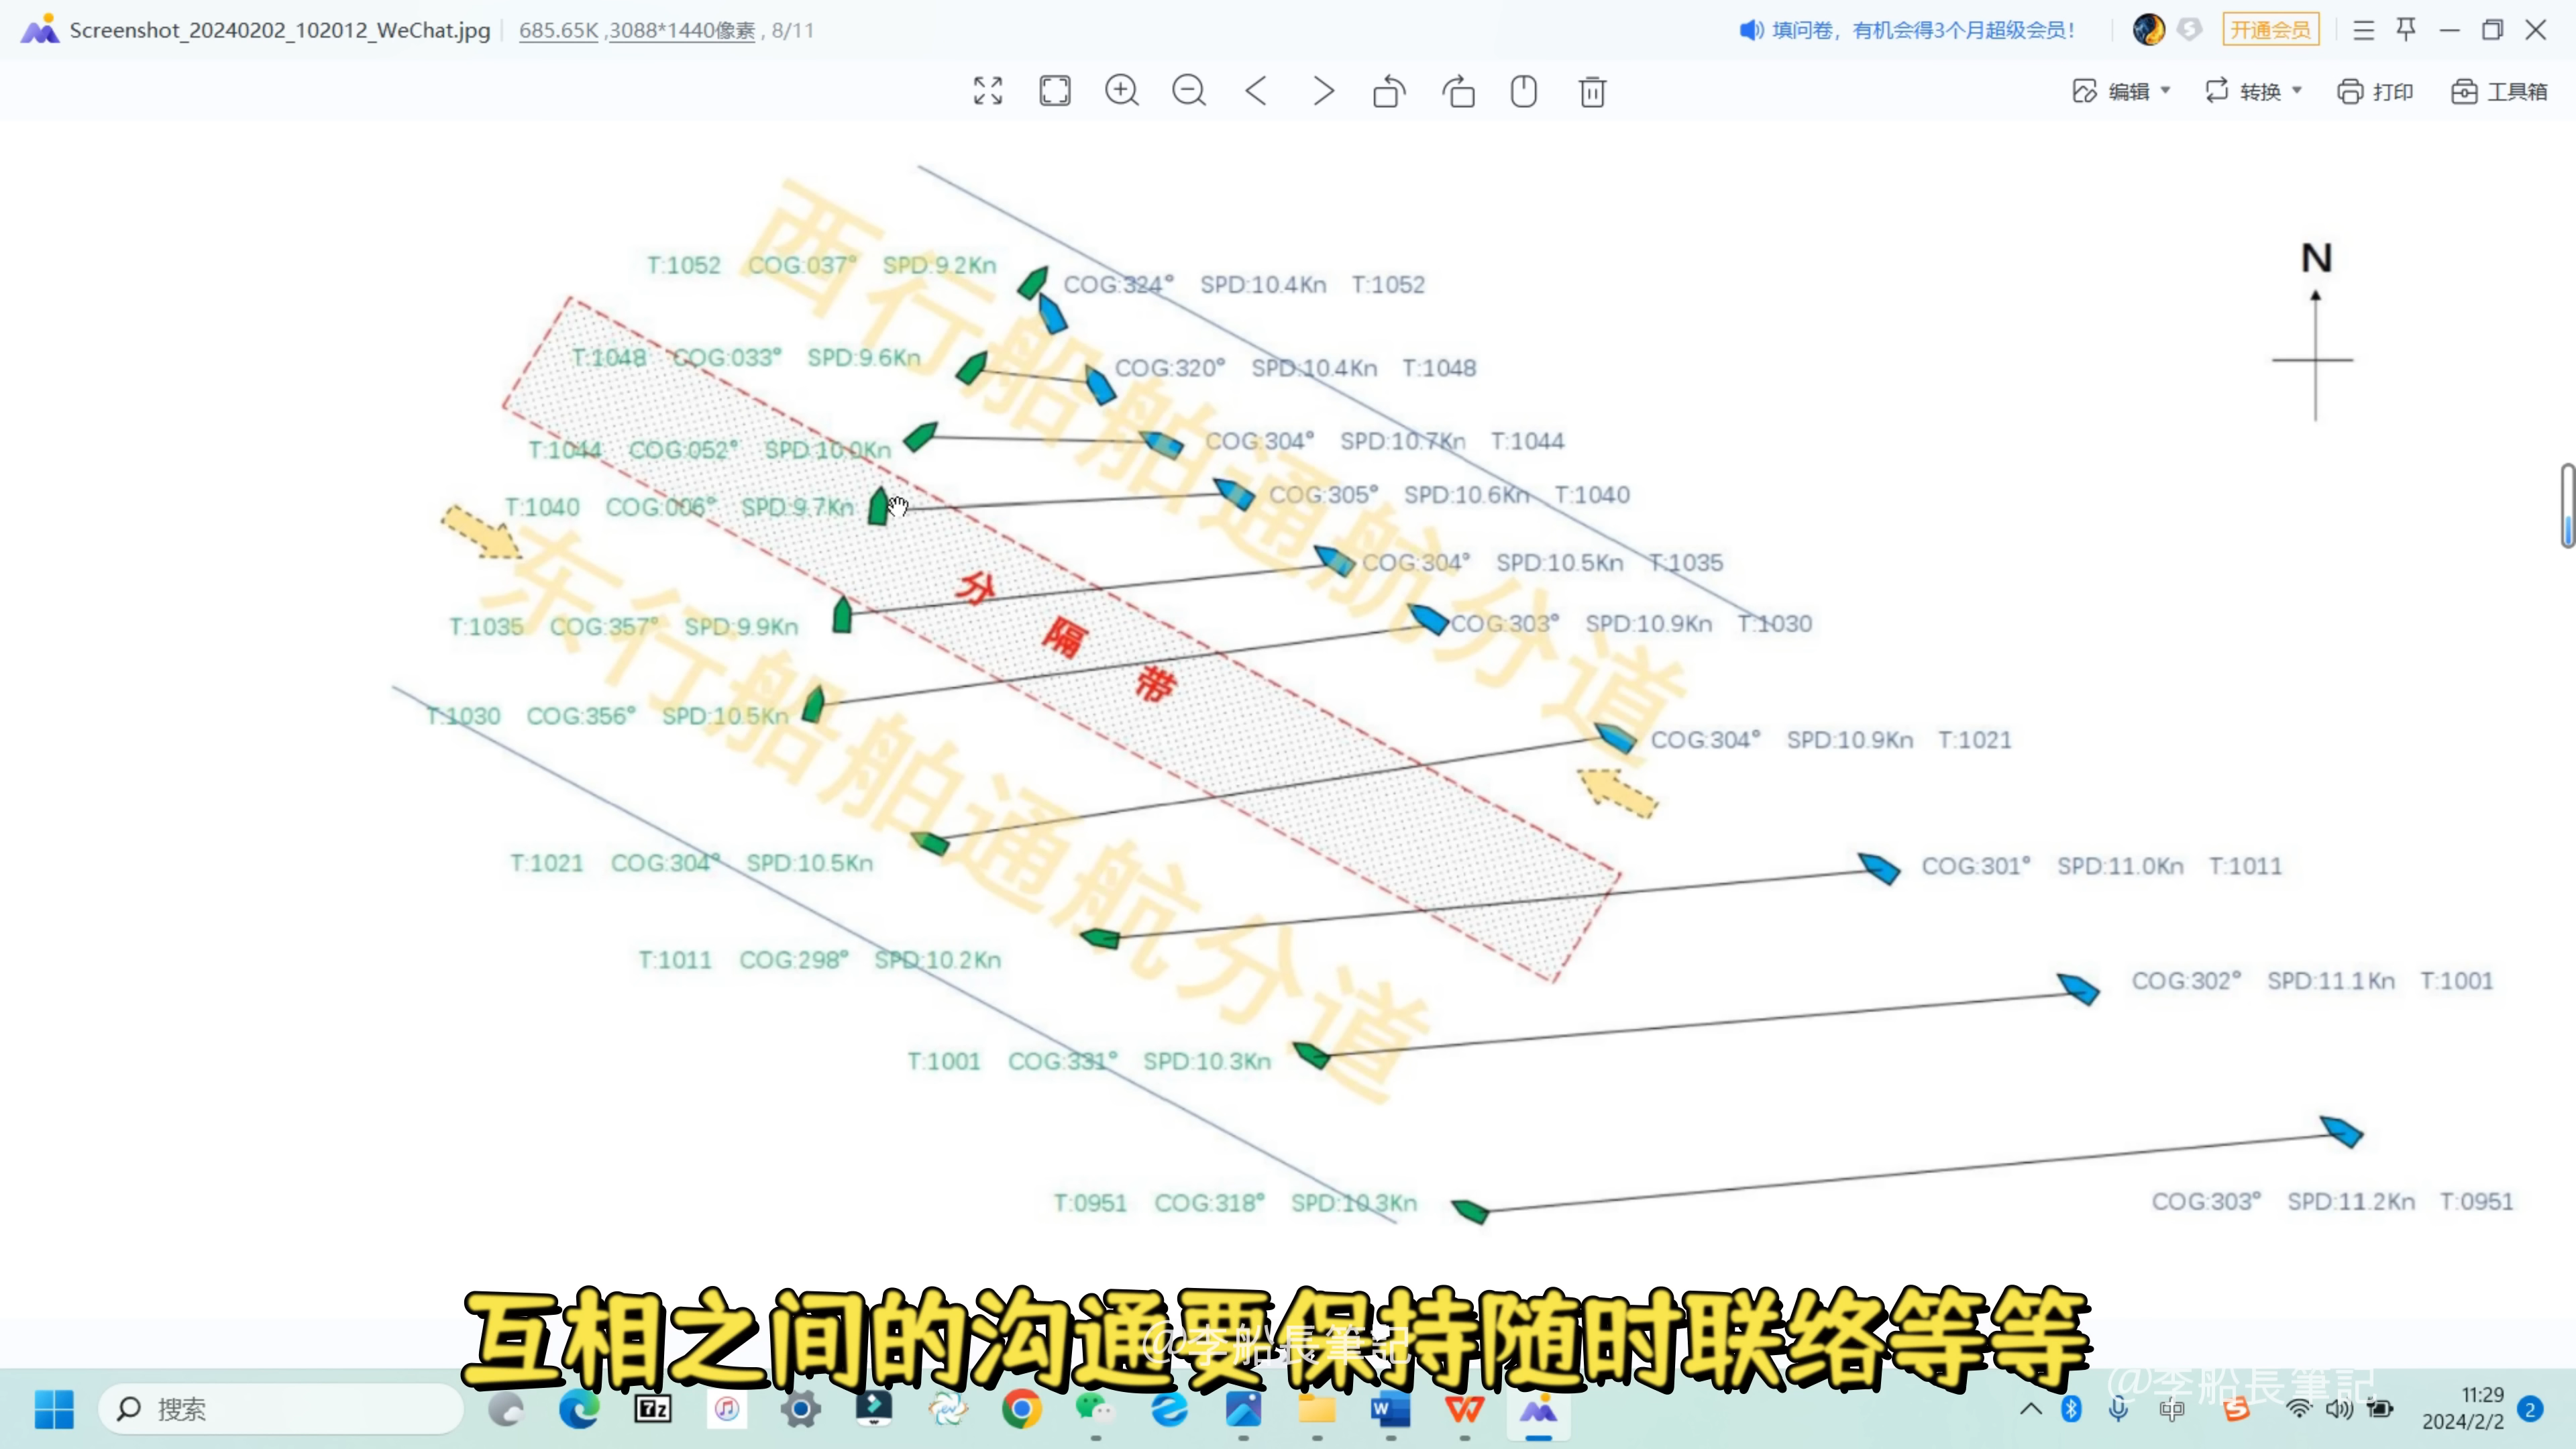 Screenshot_20240202_102012_WeChat.jpg 685.65K ,3088*1440像素 , 8/11
填问卷，有机会得3个月超级会员！ 开通会员
编辑 转换 打印 工具箱
N
T:1052 COG:037° SPD:9.2Kn
COG:324° SPD:10.4Kn T:1052
T:1048 COG:033° SPD:9.6Kn
COG:320° SPD:10.4Kn T:1048
T:1044 COG:052° SPD:10.0Kn
COG:304° SPD:10.7Kn T:1044
T:1040 COG:006° SPD:9.7Kn
COG:305° SPD:10.6Kn T:1040
T:1035 COG:357° SPD:9.9Kn
COG:304° SPD:10.5Kn T:1035
T:1030 COG:356° SPD:10.5Kn
COG:303° SPD:10.9Kn T:1030
T:1021 COG:304° SPD:10.5Kn
COG:304° SPD:10.9Kn T:1021
T:1011 COG:298° SPD:10.2Kn
COG:301° SPD:11.0Kn T:1011
T:1001 COG:331° SPD:10.3Kn
COG:302° SPD:11.1Kn T:1001
T:0951 COG:318° SPD:10.3Kn
COG:303° SPD:11.2Kn T:0951
西行船舶通航分道
分隔带
东行船舶通航分道
互相之间的沟通要保持随时联络等等
@李船長筆記
@李船長筆記
搜索
7z
W
中
11:29
2024/2/2
2